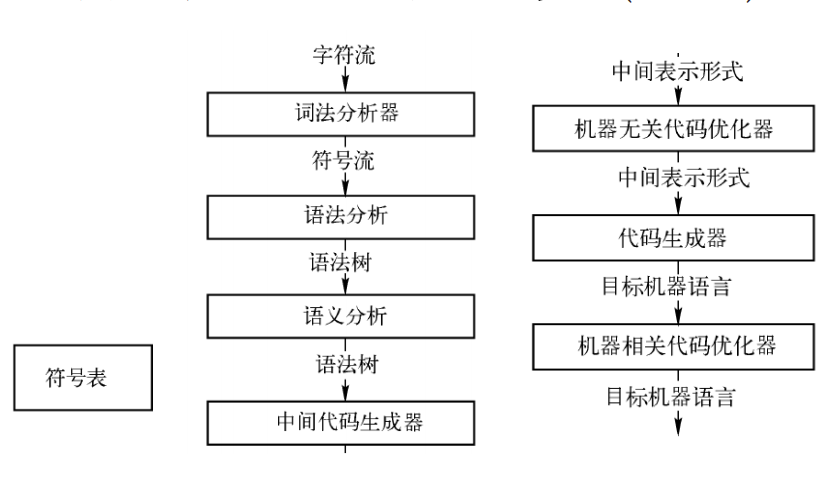 字符流
词法分析器
符号流
语法分析
语法树
语义分析
语法树
中间代码生成器
符号表
中间表示形式
机器无关代码优化器
中间表示形式
代码生成器
目标机器语言
机器相关代码优化器
目标机器语言